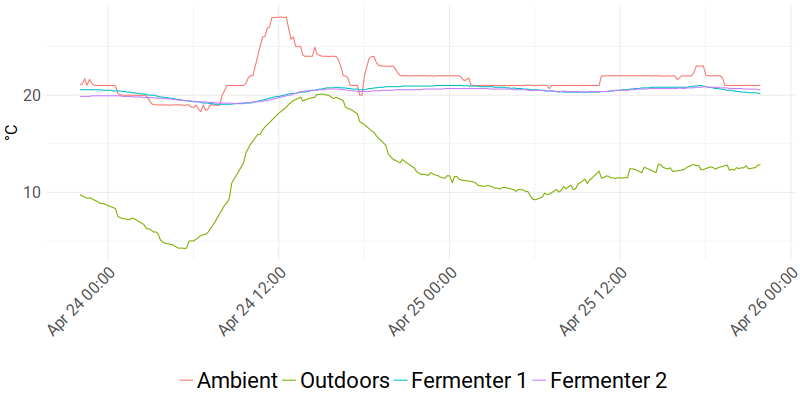 °C
20
10
Apr 24 00:00
Apr 24 12:00
Apr 25 00:00
Apr 25 12:00
Apr 26 00:00
Ambient Outdoors Fermenter 1 Fermenter 2